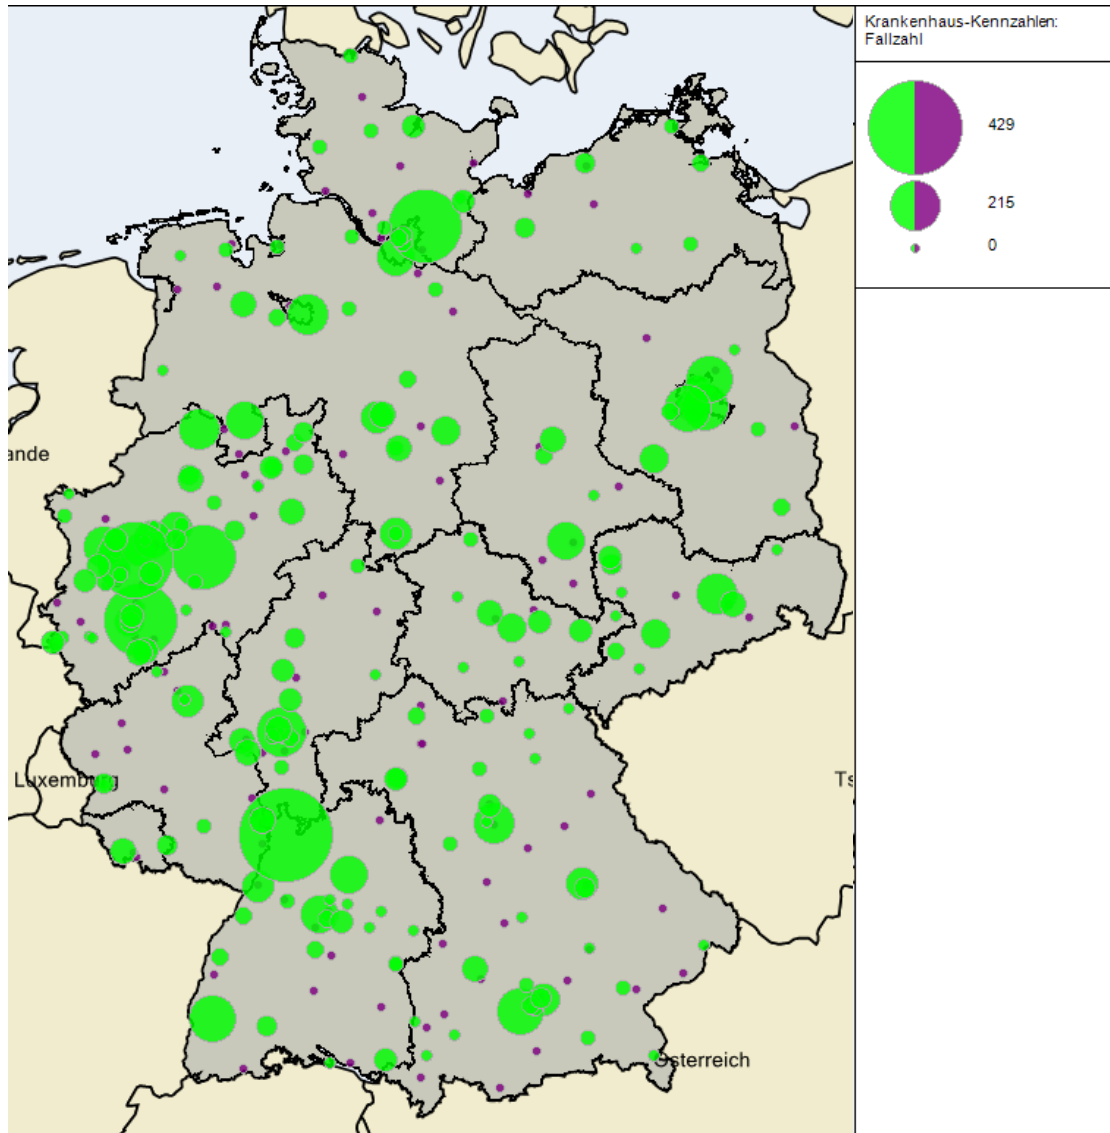 Krankenhaus-Kennzahlen:
Fallzahl
429
215
0
ande
Luxemburg
Ts
Österreich